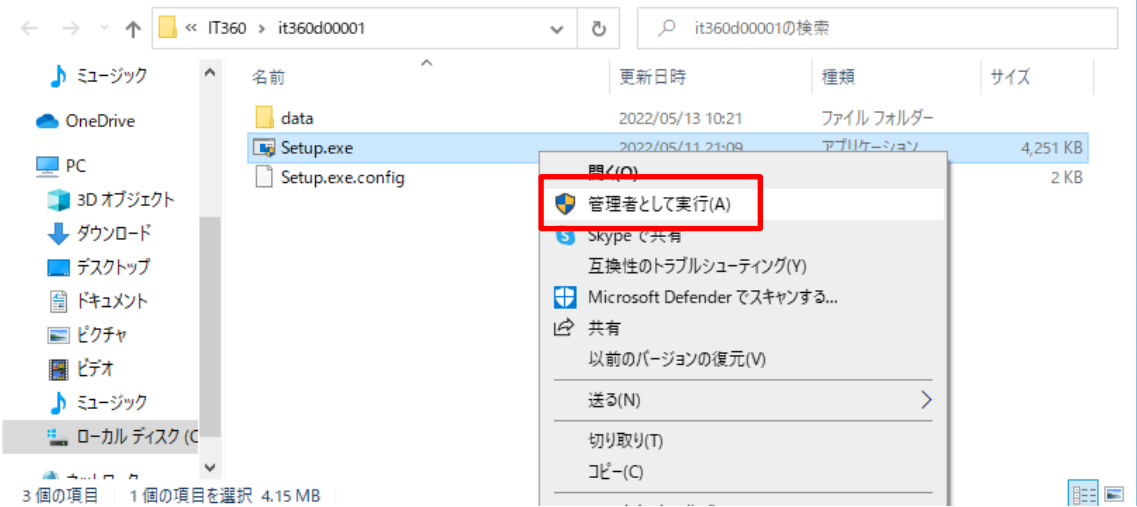 « IT360 › it360d00001
it360d00001の検索
ミュージック
OneDrive
PC
3D オブジェクト
ダウンロード
デスクトップ
ドキュメント
ピクチャ
ビデオ
ミュージック
ローカル ディスク (C
ネットワーク
名前 更新日時 種類 サイズ
data 2022/05/13 10:21 ファイル フォルダー
Setup.exe 2022/05/11 21:09 アプリケーション 4,251 KB
Setup.exe.config 2 KB
開く(O)
管理者として実行(A)
Skype で共有
互換性のトラブルシューティング(Y)
Microsoft Defender でスキャンする...
共有
以前のバージョンの復元(V)
送る(N)
切り取り(T)
コピー(C)
3 個の項目 1 個の項目を選択 4.15 MB